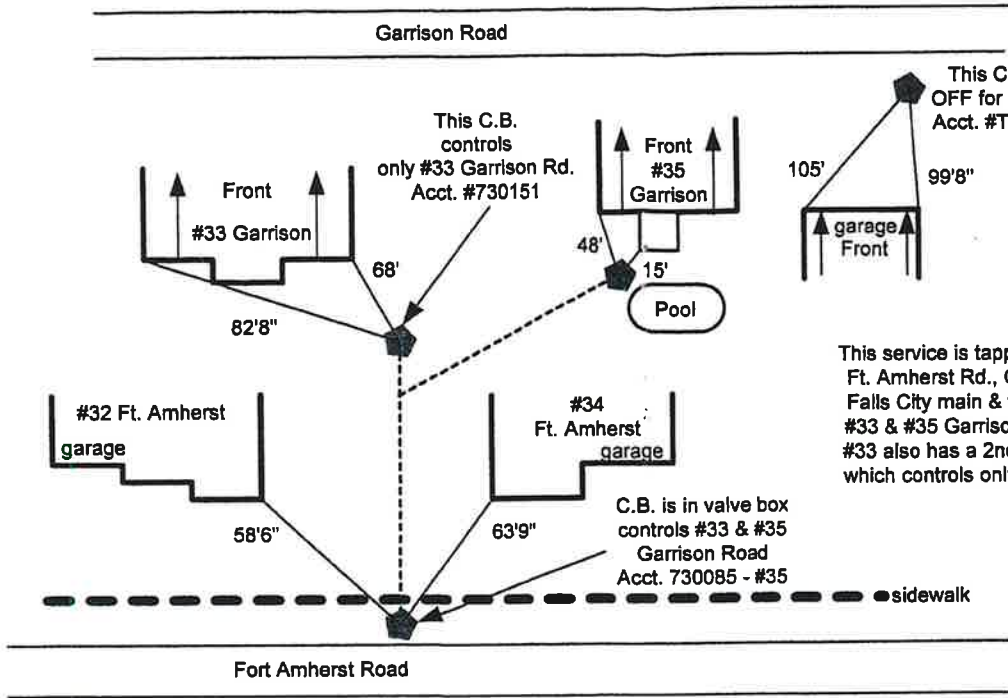 Garrison Road
This C.B.
controls
only #33 Garrison Rd.
Acct. #730151
Front
#33 Garrison
68'
82'8"
Front
#35
Garrison
48'
15'
Pool
This C
OFF for
Acct. #T
105'
99'8"
garage
Front
This service is tapp
Ft. Amherst Rd., 
Falls City main &
#33 & #35 Garriso
#33 also has a 2n
which controls onl
#32 Ft. Amherst
garage
58'6"
#34
Ft. Amherst
garage
63'9"
C.B. is in valve box
controls #33 & #35
Garrison Road
Acct. 730085 - #35
sidewalk
Fort Amherst Road